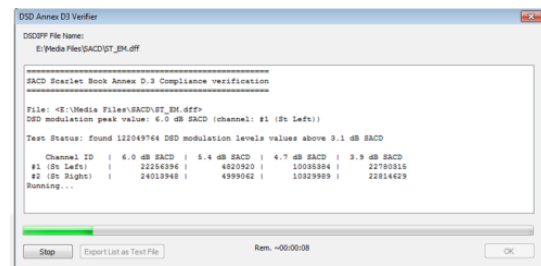 DSD Annex D3 Verifier
DSDIFF File Name:
E:\Media Files\SACD\ST_EM.dff
==================================================
SACD Scarlet Book Annex D.3 Compliance verification
==================================================
File: <E:\Media Files\SACD\ST_EM.dff>
DSD modulation peak value: 6.0 dB SACD (channel: #1 (St Left))
Test Status: found 122049764 DSD modulation levels values above 3.1 dB SACD
Channel ID | 6.0 dB SACD | 5.4 dB SACD | 4.7 dB SACD | 3.9 dB SACD
#1 (St Left) | 22256396 | 4820920 | 10035384 | 22780315
#2 (St Right) | 24013948 | 4999062 | 10329989 | 22814629
Running...
Stop Export List as Text File Rem. ~00:00:08 OK